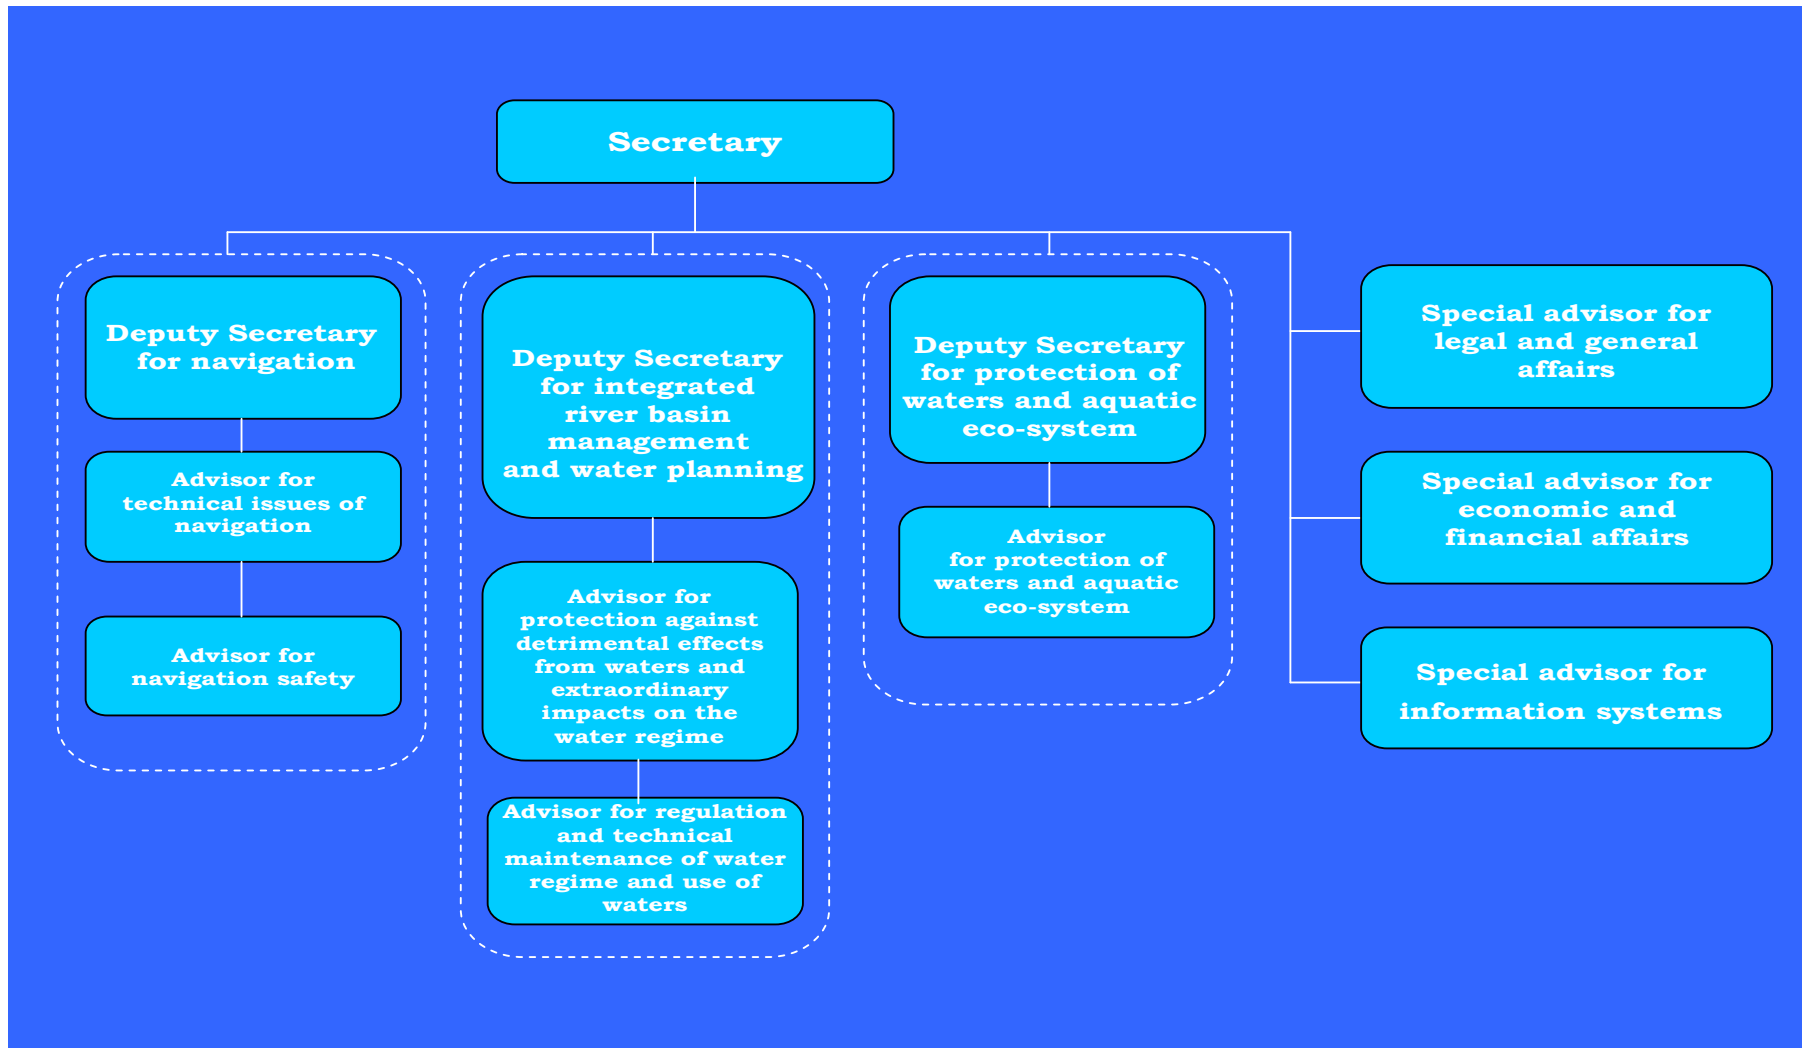 Secretary
Deputy Secretary
for navigation
Advisor for
technical issues of
navigation
Advisor for
navigation safety
Deputy Secretary
for integrated
river basin
management
and water planning
Advisor for
protection against
detrimental effects
from waters and
extraordinary
impacts on the
water regime
Advisor for regulation
and technical
maintenance of water
regime and use of
waters
Deputy Secretary
for protection of
waters and aquatic
eco-system
Advisor
for protection of
waters and aquatic
eco-system
Special advisor for
legal and general
affairs
Special advisor for
economic and
financial affairs
Special advisor for
information systems